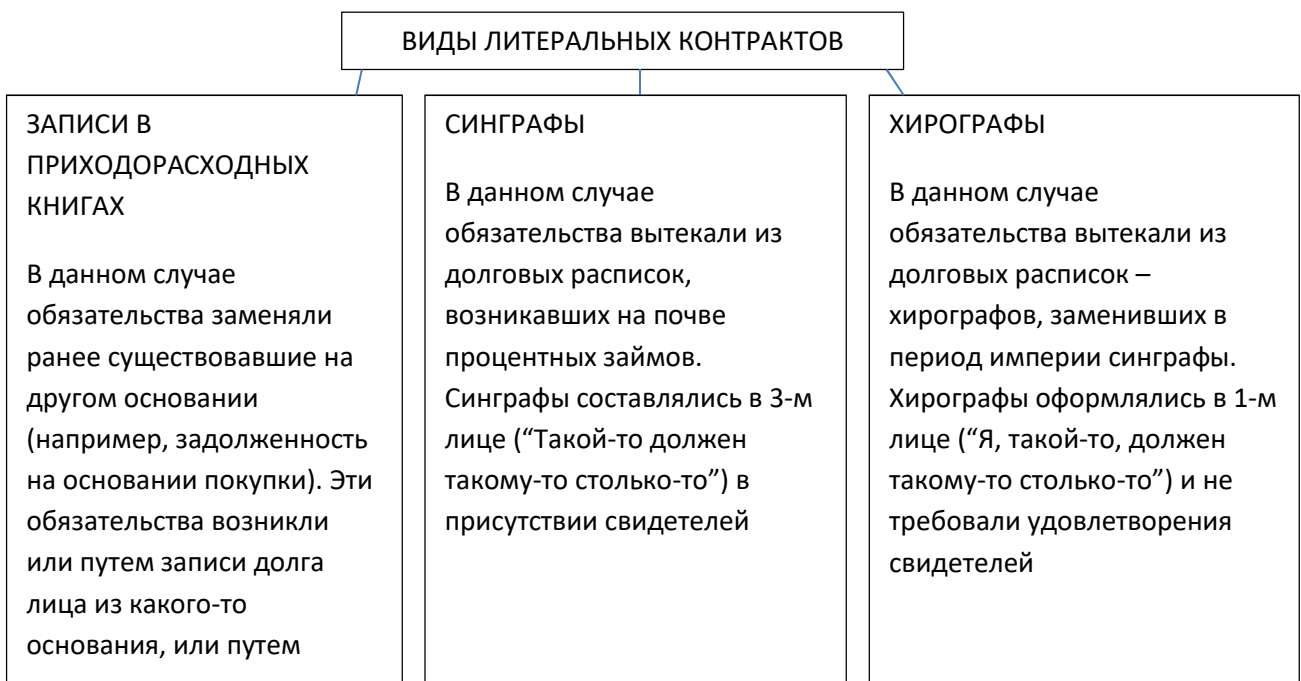 ВИДЫ ЛИТЕРАЛЬНЫХ КОНТРАКТОВ
ЗАПИСИ В
ПРИХОДОРАСХОДНЫХ
КНИГАХ
В данном случае
обязательства заменяли
ранее существовавшие на
другом основании
(например, задолженность
на основании покупки). Эти
обязательства возникли
или путем записи долга
лица из какого-то
основания, или путем
СИНГРАФЫ
В данном случае
обязательства вытекали из
долговых расписок,
возникавших на почве
процентных займов.
Синграфы составлялись в 3-м
лице (“Такой-то должен
такому-то столько-то”) в
присутствии свидетелей
ХИРОГРАФЫ
В данном случае
обязательства вытекали из
долговых расписок –
хирографов, заменивших в
период империи синграфы.
Хирографы оформлялись в 1-м
лице (“Я, такой-то, должен
такому-то столько-то”) и не
требовали удовлетворения
свидетелей